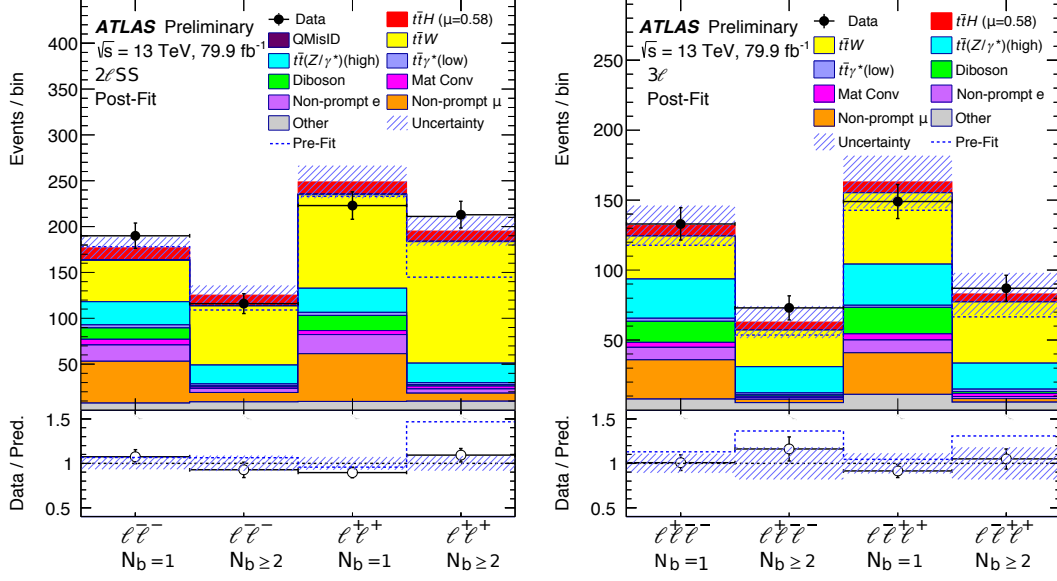 ATLAS Preliminary
√s = 13 TeV, 79.9 fb⁻¹
2ℓSS
Post-Fit
Data
tt̄H (μ=0.58)
QMisID
tt̄W
tt̄(Z/γ*)(high)
tt̄γ*(low)
Diboson
Mat Conv
Non-prompt e
Non-prompt μ
Other
Uncertainty
Pre-Fit
Events / bin
400
350
300
250
200
150
100
50
Data / Pred.
1.5
1
0.5
ℓ⁻ℓ⁻ ℓ⁻ℓ⁻ ℓ⁺ℓ⁺ ℓ⁺ℓ⁺
N_b = 1 N_b ≥ 2 N_b = 1 N_b ≥ 2
ATLAS Preliminary
√s = 13 TeV, 79.9 fb⁻¹
3ℓ
Post-Fit
Data
tt̄H (μ=0.58)
tt̄W
tt̄(Z/γ*)(high)
tt̄γ*(low)
Diboson
Mat Conv
Non-prompt e
Non-prompt μ
Other
Uncertainty
Pre-Fit
Events / bin
250
200
150
100
50
Data / Pred.
1.5
1
0.5
ℓ⁺ℓ⁻ℓ⁻ ℓ⁺ℓ⁻ℓ⁻ ℓ⁻ℓ⁺ℓ⁺ ℓ⁻ℓ⁺ℓ⁺
N_b = 1 N_b ≥ 2 N_b = 1 N_b ≥ 2